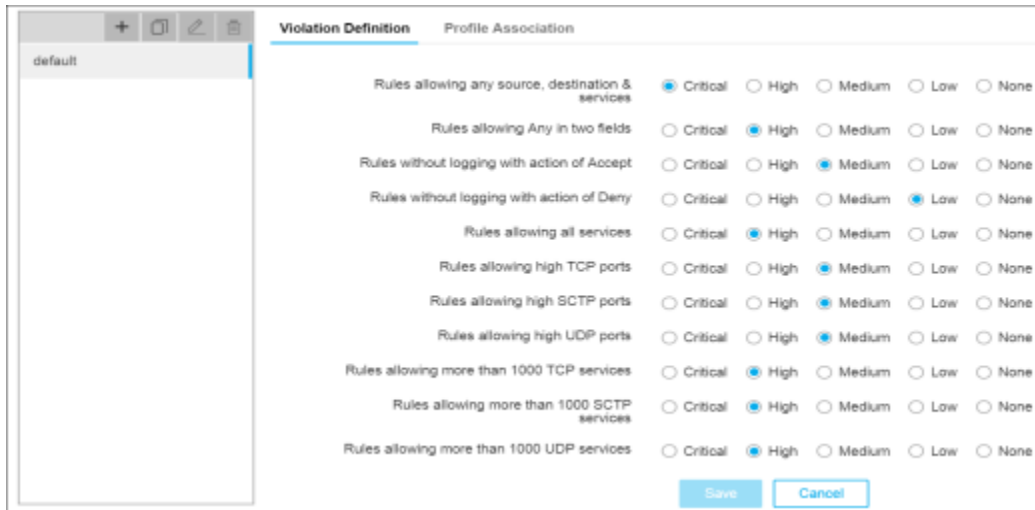 Violation Definition Profile Association
default
Rules allowing any source, destination & services Critical High Medium Low None
Rules allowing Any in two fields Critical High Medium Low None
Rules without logging with action of Accept Critical High Medium Low None
Rules without logging with action of Deny Critical High Medium Low None
Rules allowing all services Critical High Medium Low None
Rules allowing high TCP ports Critical High Medium Low None
Rules allowing high SCTP ports Critical High Medium Low None
Rules allowing high UDP ports Critical High Medium Low None
Rules allowing more than 1000 TCP services Critical High Medium Low None
Rules allowing more than 1000 SCTP services Critical High Medium Low None
Rules allowing more than 1000 UDP services Critical High Medium Low None
Save Cancel